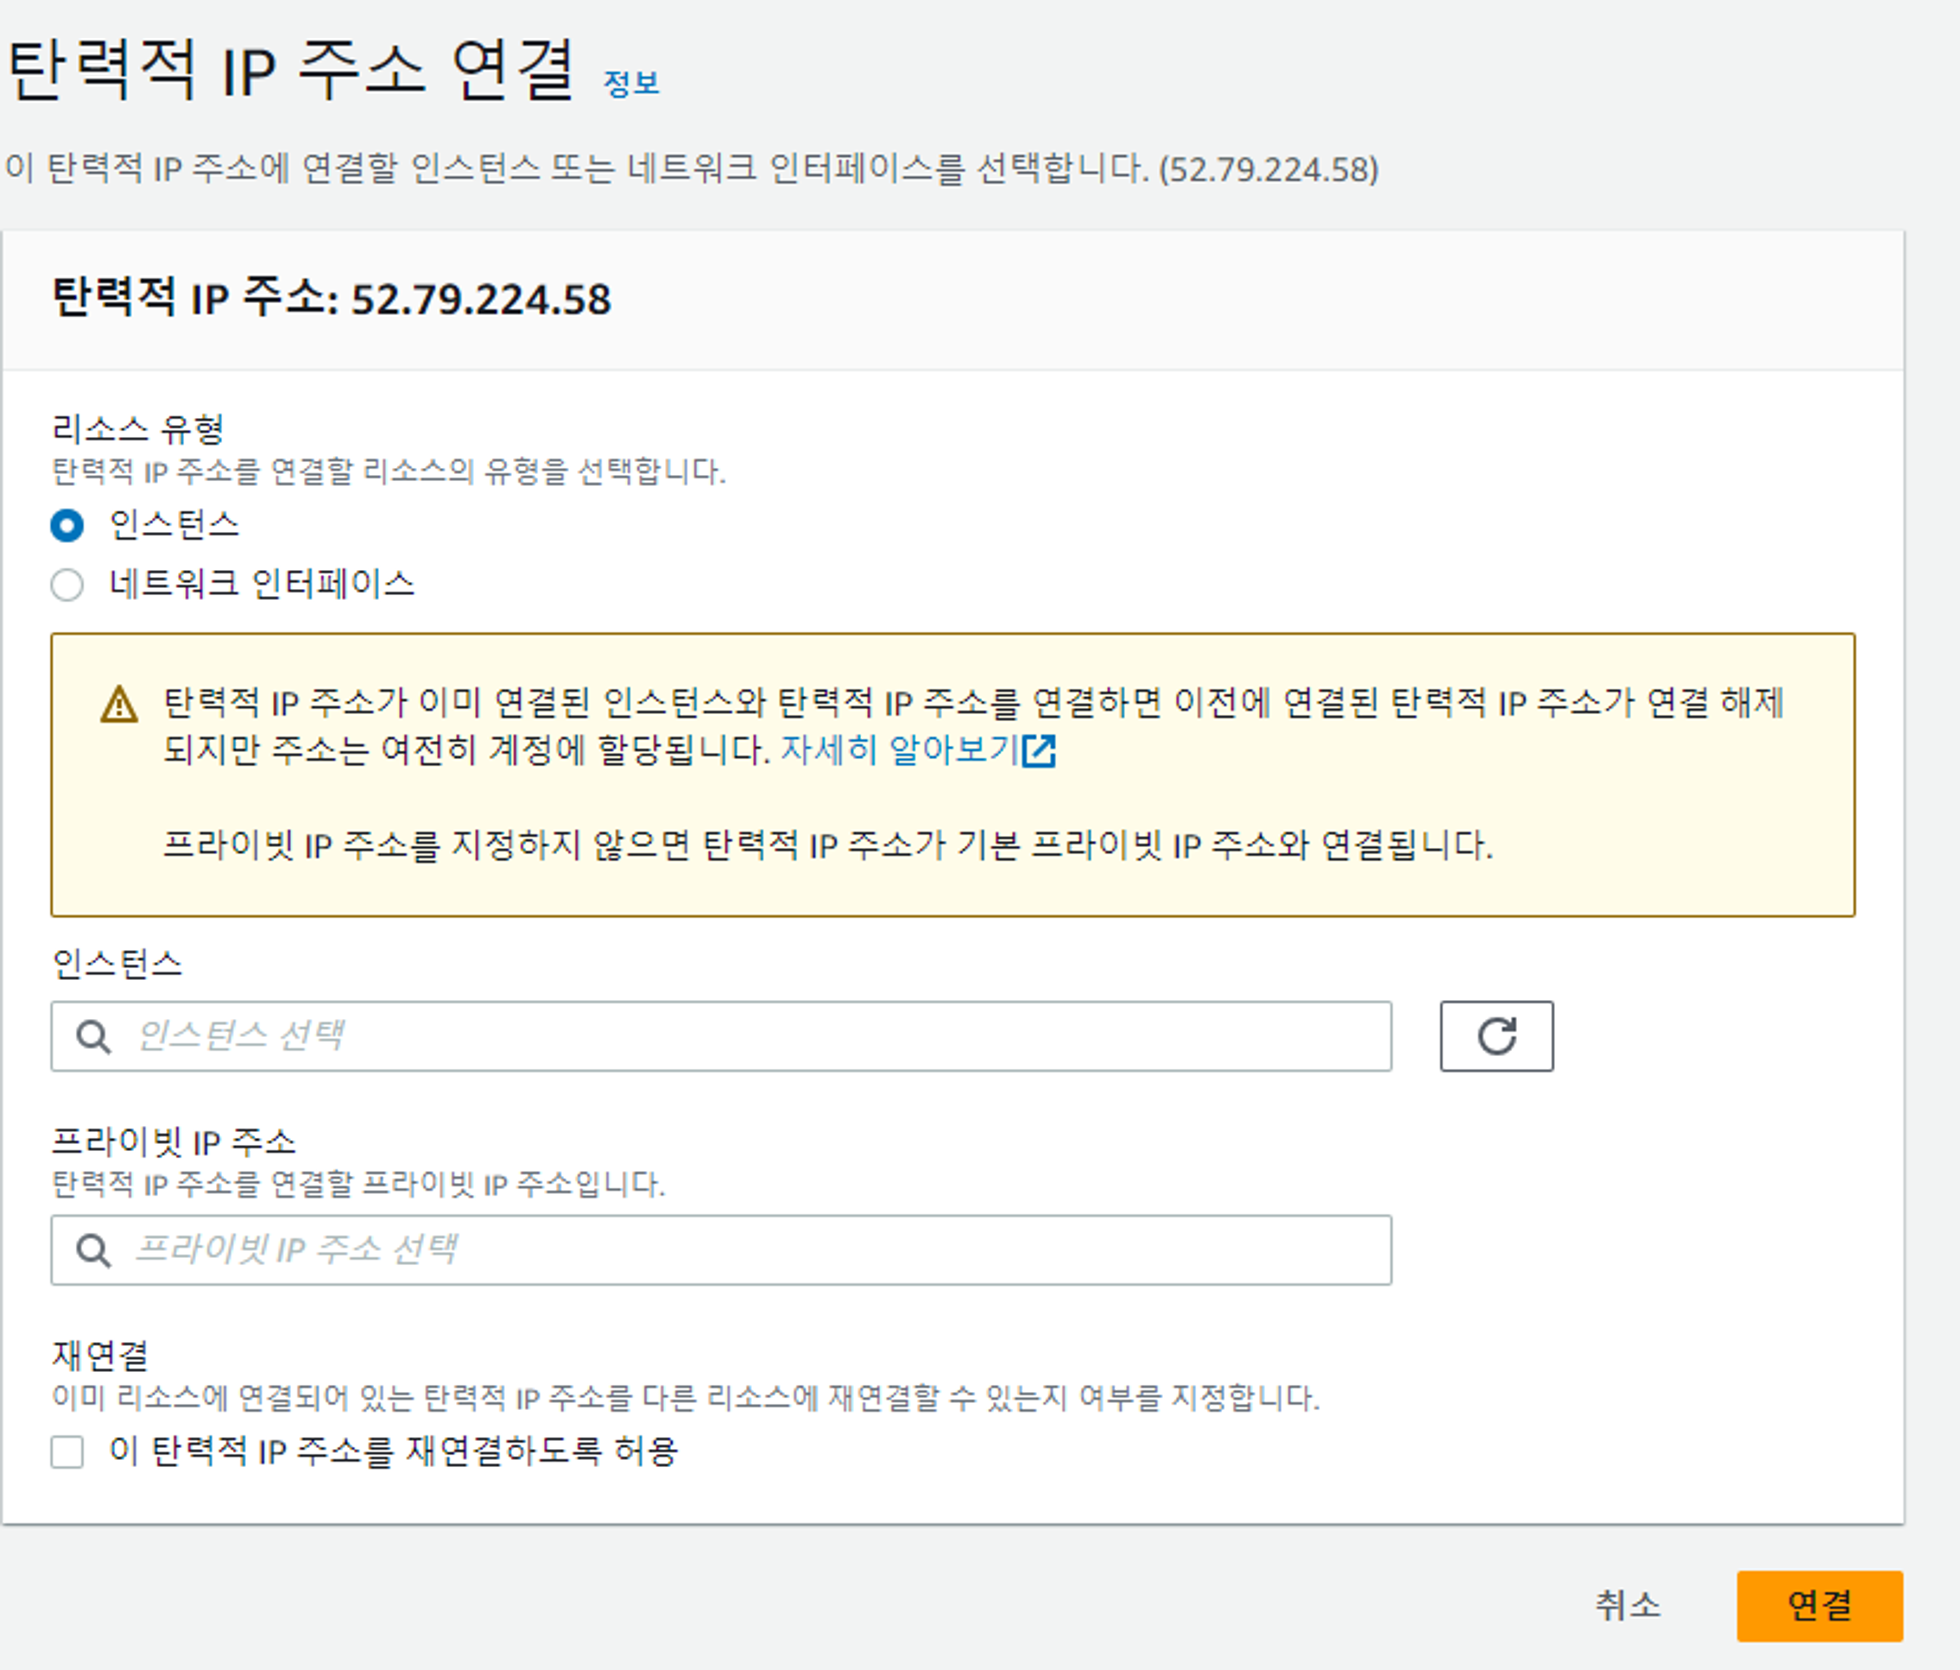 탄력적 IP 주소 연결 정보
이 탄력적 IP 주소에 연결할 인스턴스 또는 네트워크 인터페이스를 선택합니다. (52.79.224.58)
탄력적 IP 주소: 52.79.224.58
리소스 유형
탄력적 IP 주소를 연결할 리소스의 유형을 선택합니다.
인스턴스
네트워크 인터페이스
탄력적 IP 주소가 이미 연결된 인스턴스와 탄력적 IP 주소를 연결하면 이전에 연결된 탄력적 IP 주소가 연결 해제
되지만 주소는 여전히 계정에 할당됩니다. 자세히 알아보기
프라이빗 IP 주소를 지정하지 않으면 탄력적 IP 주소가 기본 프라이빗 IP 주소와 연결됩니다.
인스턴스
인스턴스 선택
프라이빗 IP 주소
탄력적 IP 주소를 연결할 프라이빗 IP 주소입니다.
프라이빗 IP 주소 선택
재연결
이미 리소스에 연결되어 있는 탄력적 IP 주소를 다른 리소스에 재연결할 수 있는지 여부를 지정합니다.
이 탄력적 IP 주소를 재연결하도록 허용
취소
연결